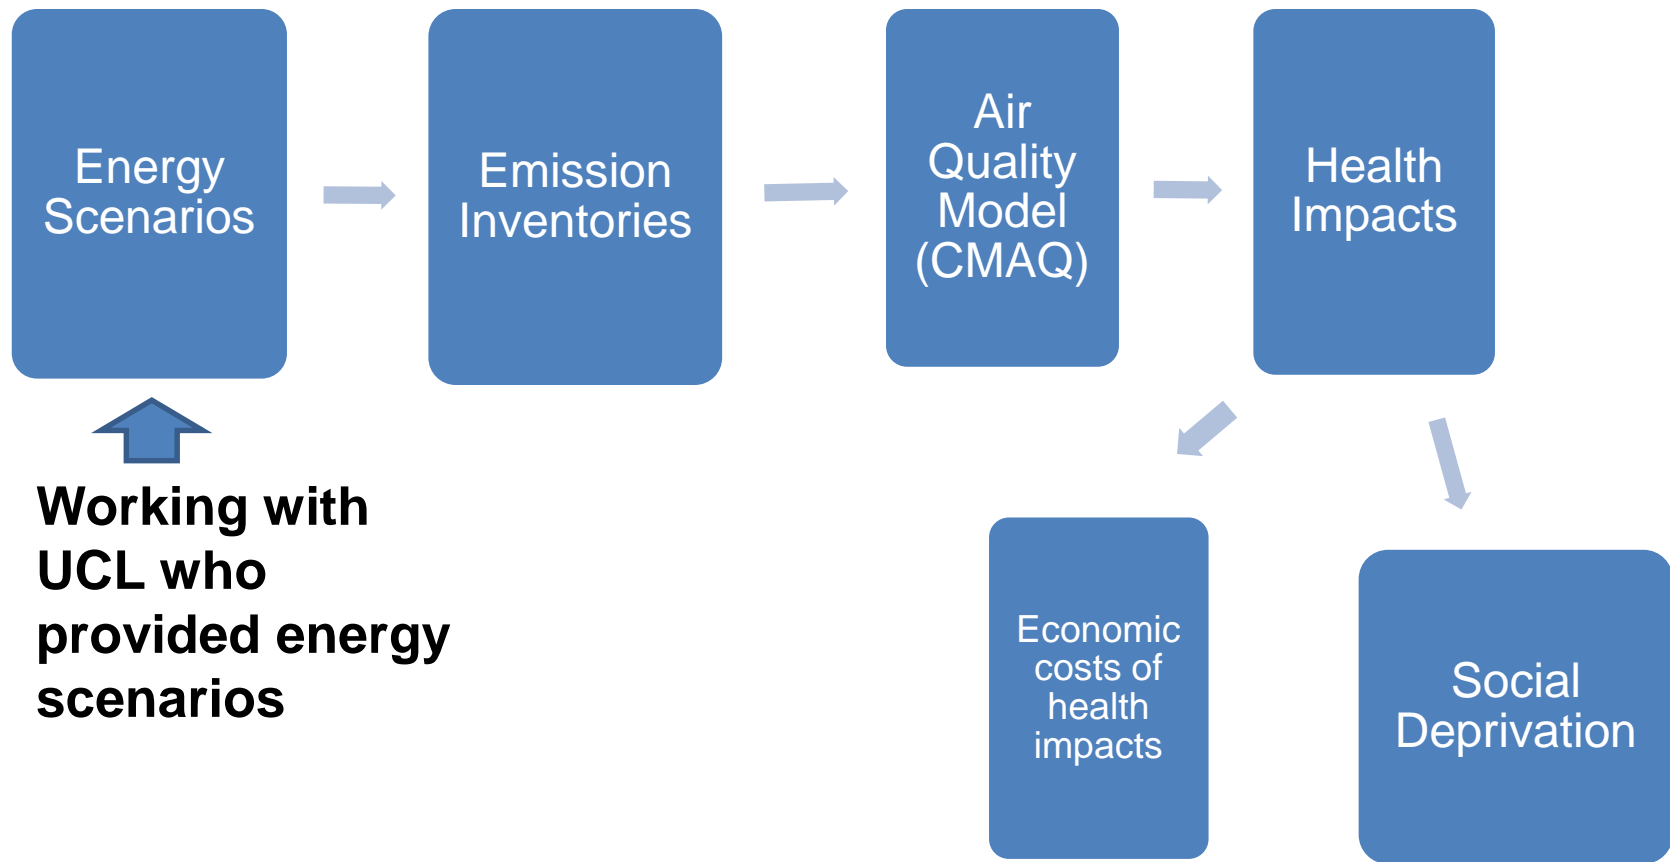 Energy
Scenarios
Emission
Inventories
Air
Quality
Model
(CMAQ)
Health
Impacts
Working with
UCL who
provided energy
scenarios
Economic
costs of
health
impacts
Social
Deprivation